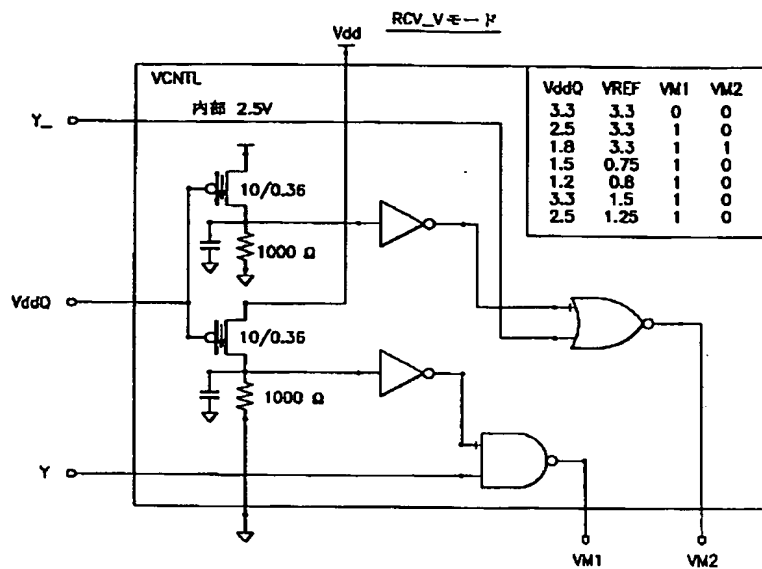 RCV_Vモード
Vdd
VCNTL
内部 2.5V
Y_
10/0.36
1000 Ω
VddQ
10/0.36
1000 Ω
Y
VM1
VM2
VddQ VREF VM1 VM2
3.3 3.3 0 0
2.5 3.3 1 0
1.8 3.3 1 1
1.5 0.75 1 0
1.2 0.8 1 0
3.3 1.5 1 0
2.5 1.25 1 0